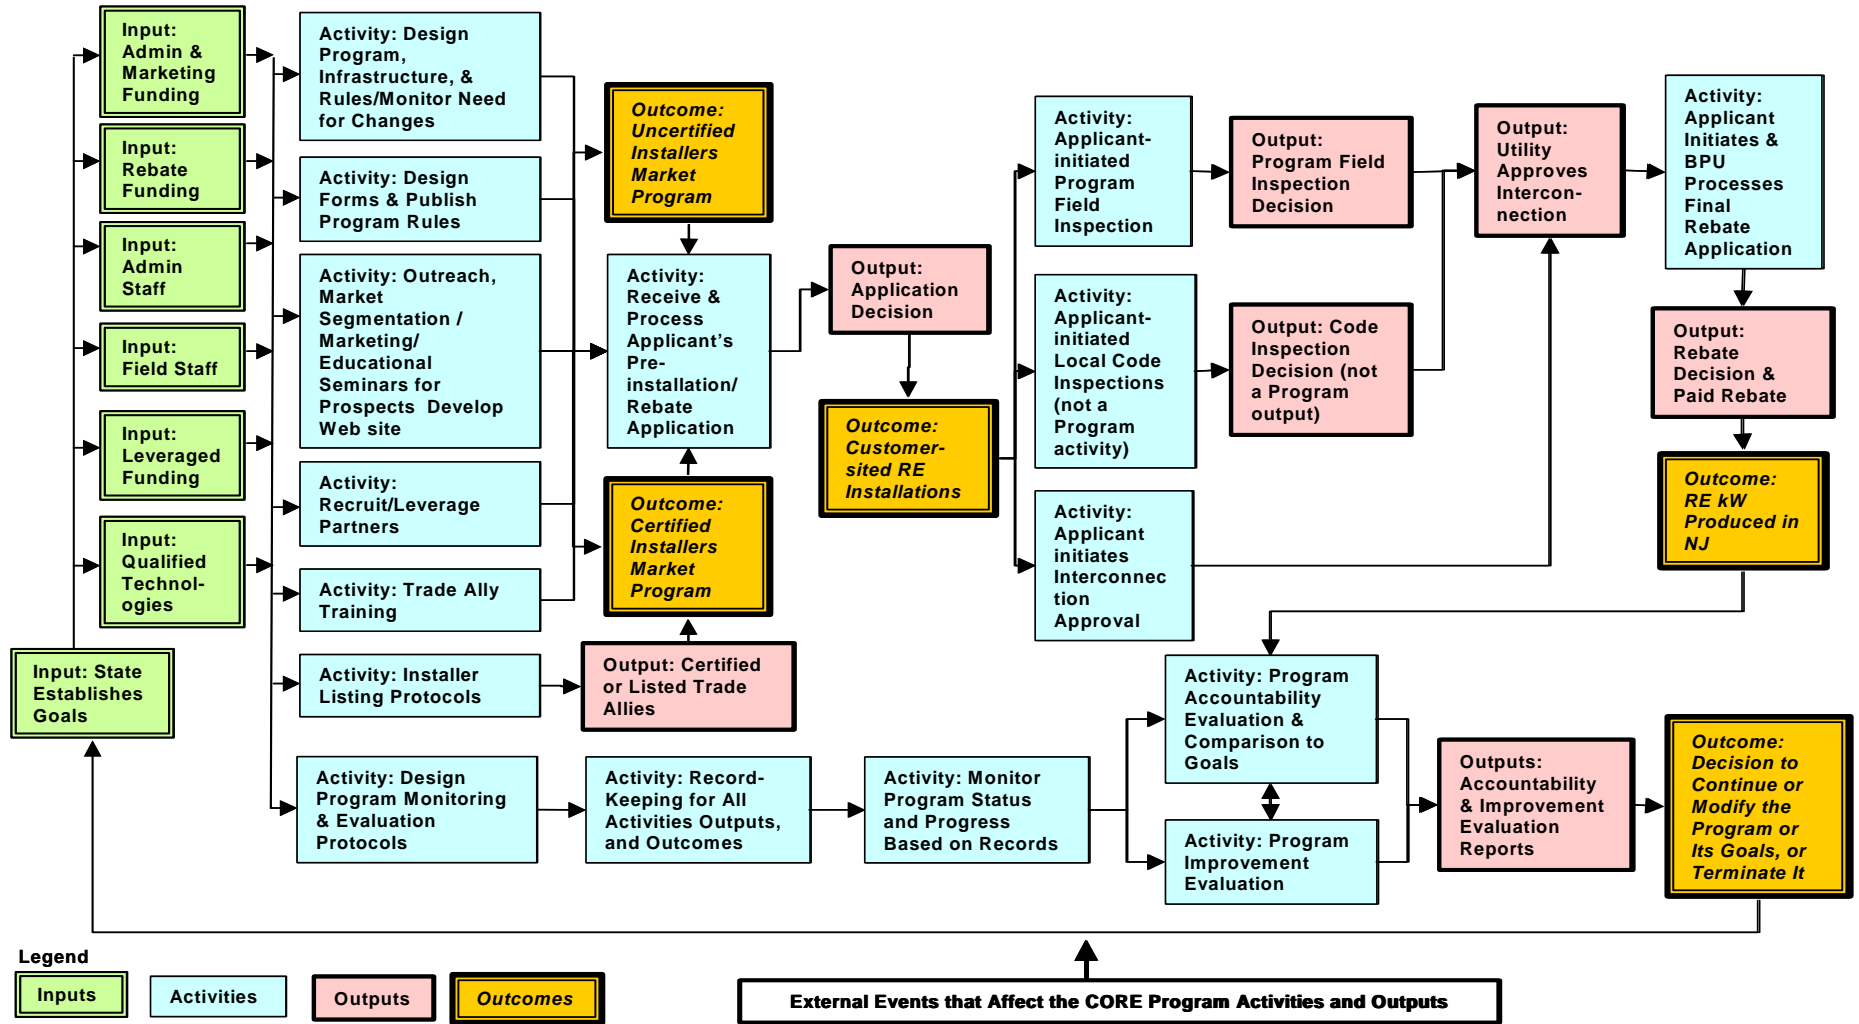 Input:
Admin &
Marketing
Funding
Input:
Rebate
Funding
Input:
Admin
Staff
Input:
Field Staff
Input:
Leveraged
Funding
Input:
Qualified
Technol-
ogies
Input: State
Establishes
Goals
Activity: Design
Program,
Infrastructure, &
Rules/Monitor Need
for Changes
Activity: Design
Forms & Publish
Program Rules
Activity: Outreach,
Market
Segmentation /
Marketing/
Educational
Seminars for
Prospects Develop
Web site
Activity:
Recruit/Leverage
Partners
Activity: Trade Ally
Training
Activity: Installer
Listing Protocols
Activity: Design
Program Monitoring
& Evaluation
Protocols
Outcome:
Uncertified
Installers
Market
Program
Activity:
Receive &
Process
Applicant’s
Pre-
installation/
Rebate
Application
Outcome:
Certified
Installers
Market
Program
Output: Certified
or Listed Trade
Allies
Activity: Record-
Keeping for All
Activities Outputs,
and Outcomes
Output:
Application
Decision
Outcome:
Customer-
sited RE
Installations
Activity: Monitor
Program Status
and Progress
Based on Records
Activity:
Applicant-
initiated
Program
Field
Inspection
Activity:
Applicant-
initiated
Local Code
Inspections
(not a
Program
activity)
Activity:
Applicant
initiates
Interconnec
tion
Approval
Output:
Program Field
Inspection
Decision
Output: Code
Inspection
Decision (not
a Program
output)
Output:
Utility
Approves
Intercon-
nection
Activity:
Applicant
Initiates &
BPU
Processes
Final
Rebate
Application
Output:
Rebate
Decision &
Paid Rebate
Outcome:
RE kW
Produced in
NJ
Activity: Program
Accountability
Evaluation &
Comparison to
Goals
Activity: Program
Improvement
Evaluation
Outputs:
Accountability
& Improvement
Evaluation
Reports
Outcome:
Decision to
Continue or
Modify the
Program or
Its Goals, or
Terminate It
Legend
Inputs
Activities
Outputs
Outcomes
External Events that Affect the CORE Program Activities and Outputs